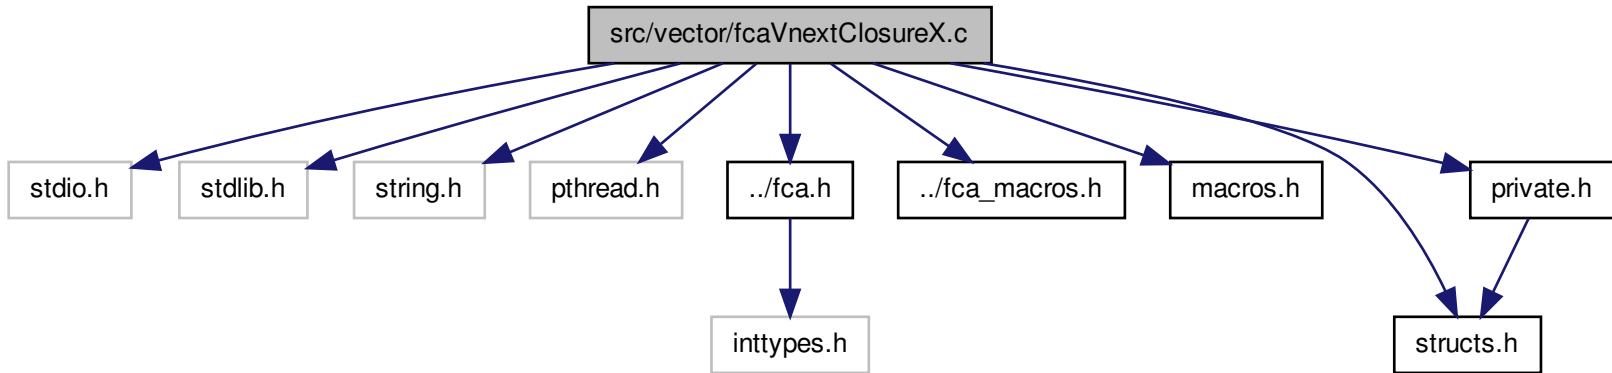 src/vector/fcaVnextClosureX.c
stdio.h
stdlib.h
string.h
pthread.h
../fca.h
../fca_macros.h
macros.h
private.h
inttypes.h
structs.h